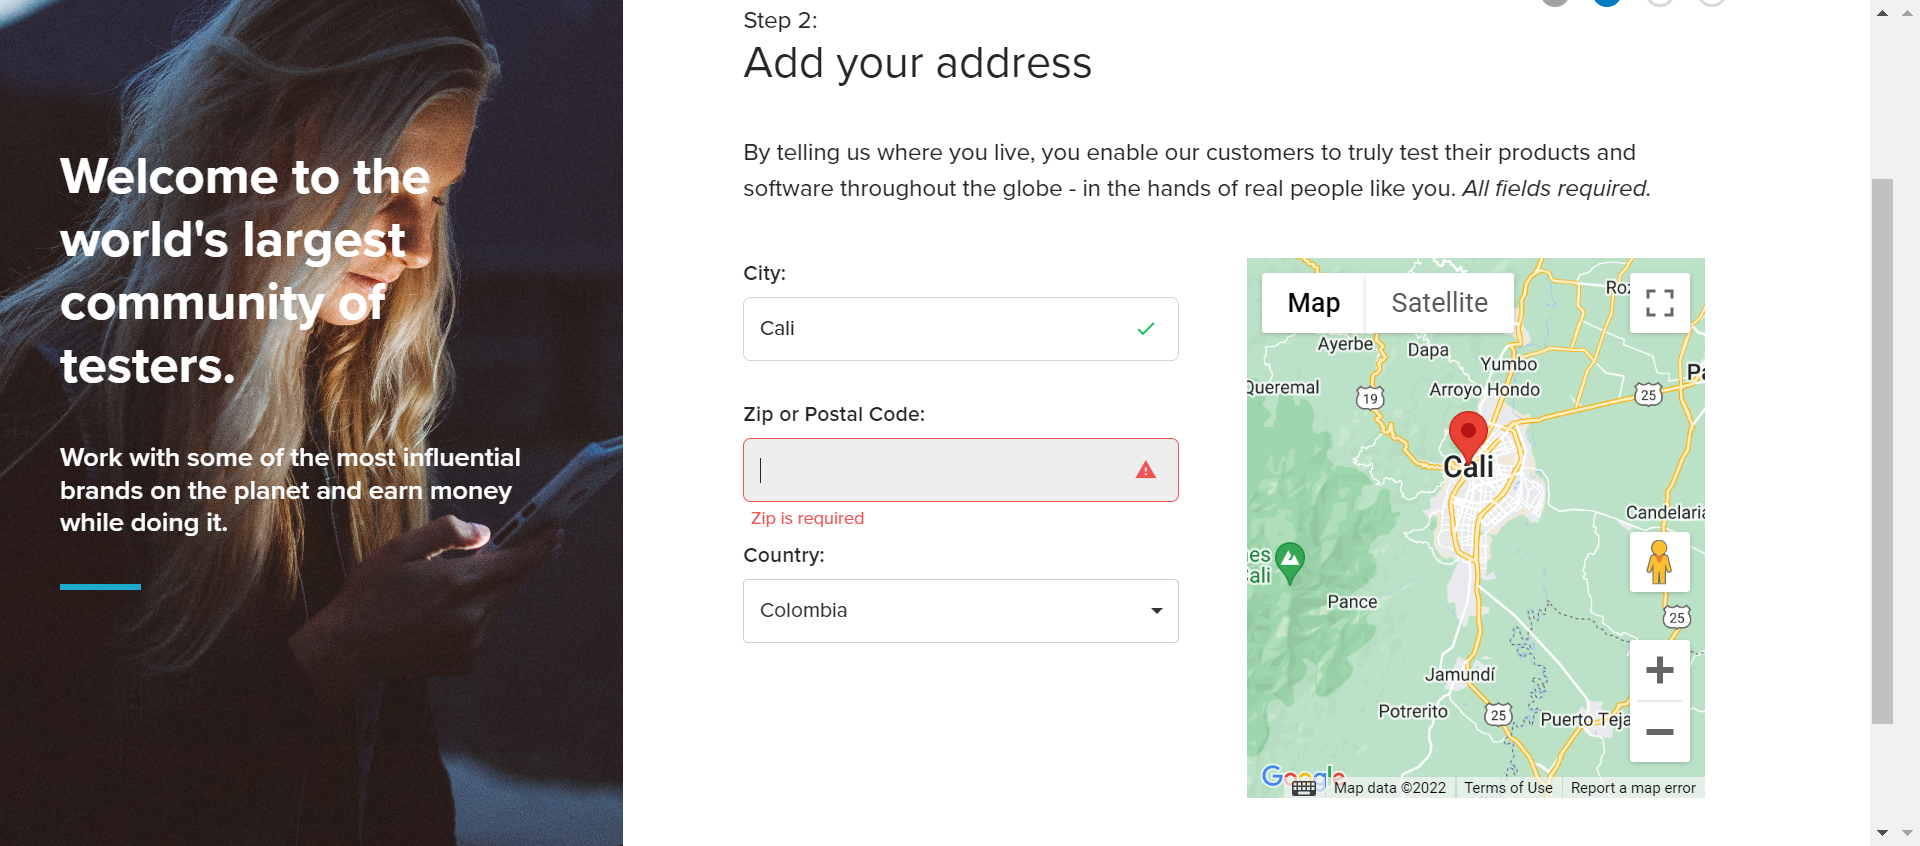 Welcome to the
world's largest
community of
testers.
Work with some of the most influential
brands on the planet and earn money
while doing it.
Step 2:
Add your address
By telling us where you live, you enable our customers to truly test their products and
software throughout the globe - in the hands of real people like you. All fields required.
City:
Cali
Zip or Postal Code:
Zip is required
Country:
Colombia
Map
Satellite
Roz
Ayerbe
Dapa
Yumbo
Pa
Queremal
Arroyo Hondo
19
25
Cali
Candelaria
es
ali
Pance
25
Jamundí
Potrerito
25
Puerto Teja
Google
Map data ©2022
Terms of Use
Report a map error